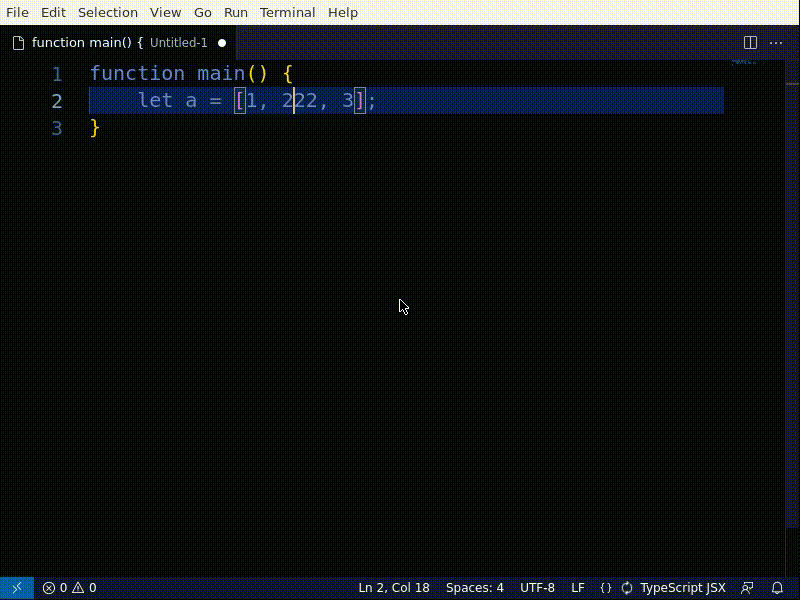 File Edit Selection View Go Run Terminal Help
function main() { Untitled-1
1 function main() {
2     let a = [1, 222, 3];
3 }
0 0 Ln 2, Col 18 Spaces: 4 UTF-8 LF {} TypeScript JSX